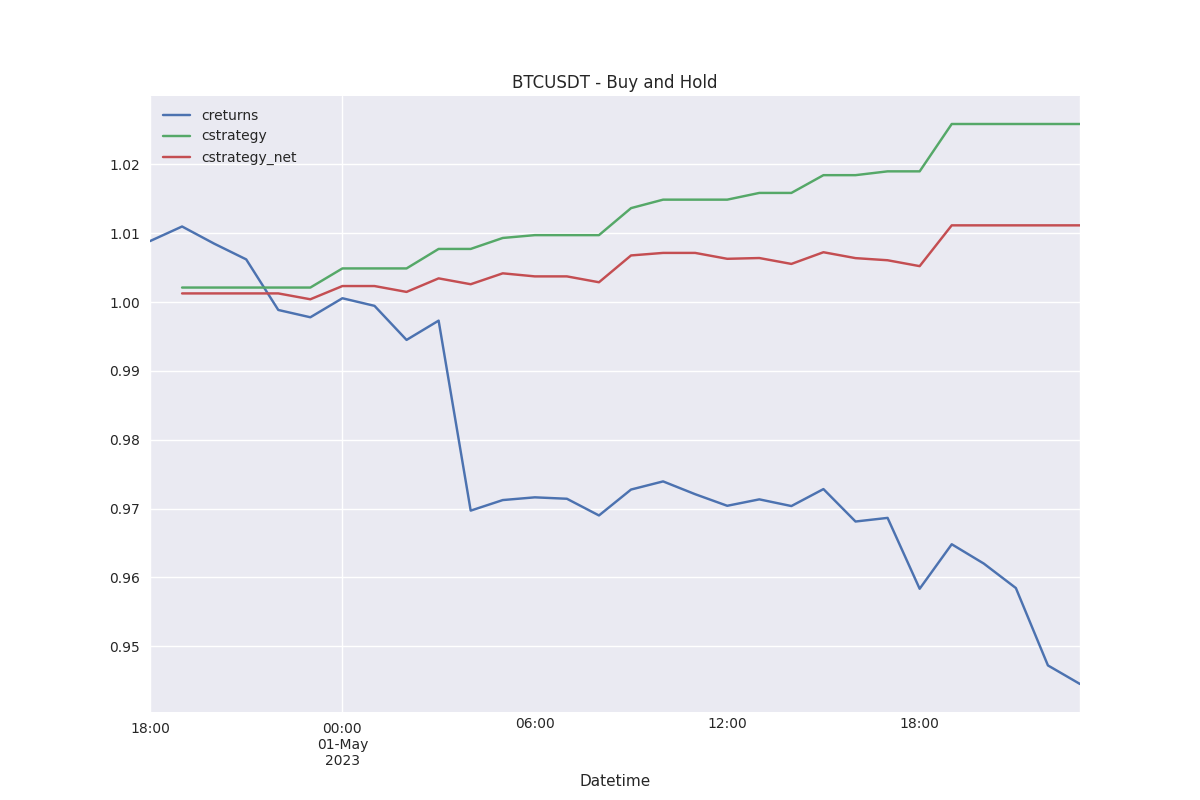 BTCUSDT - Buy and Hold
creturns
cstrategy
cstrategy_net
1.02
1.01
1.00
0.99
0.98
0.97
0.96
0.95
18:00
00:00
01-May
2023
06:00
12:00
18:00
Datetime